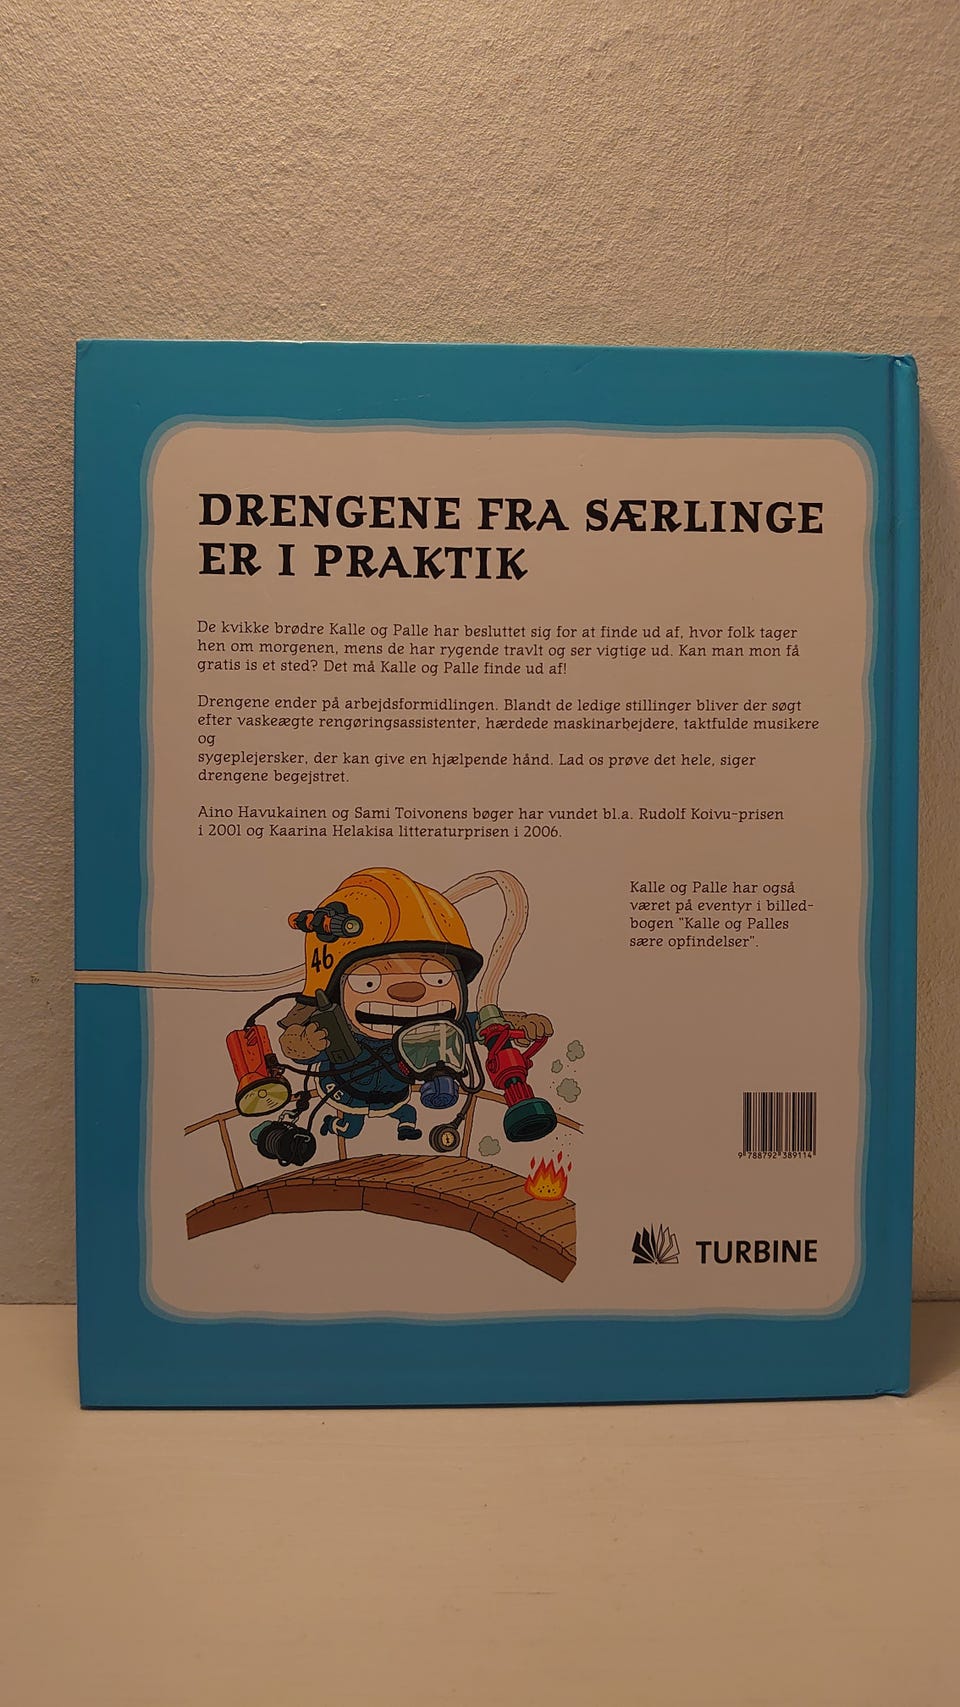 DRENGENE FRA SÆRLINGE
ER I PRAKTIK
De kvikke brødre Kalle og Palle har besluttet sig for at finde ud af, hvor folk tager
hen om morgenen, mens de har rygende travlt og ser vigtige ud. Kan man mon få
gratis is et sted? Det må Kalle og Palle finde ud af!
Drengene ender på arbejdsformidlingen. Blandt de ledige stillinger bliver der søgt
efter vaskeægte rengøringsassistenter, hærdede maskinarbejdere, taktfulde musikere
og
sygeplejersker, der kan give en hjælpende hånd. Lad os prøve det hele, siger
drengene begejstret.
Aino Havukainen og Sami Toivonens bøger har vundet bl.a. Rudolf Koivu-prisen
i 2001 og Kaarina Helakisa litteraturprisen i 2006.
Kalle og Palle har også
været på eventyr i billed-
bogen "Kalle og Palles
sære opfindelser".
46
46
9 788792 389114
TURBINE